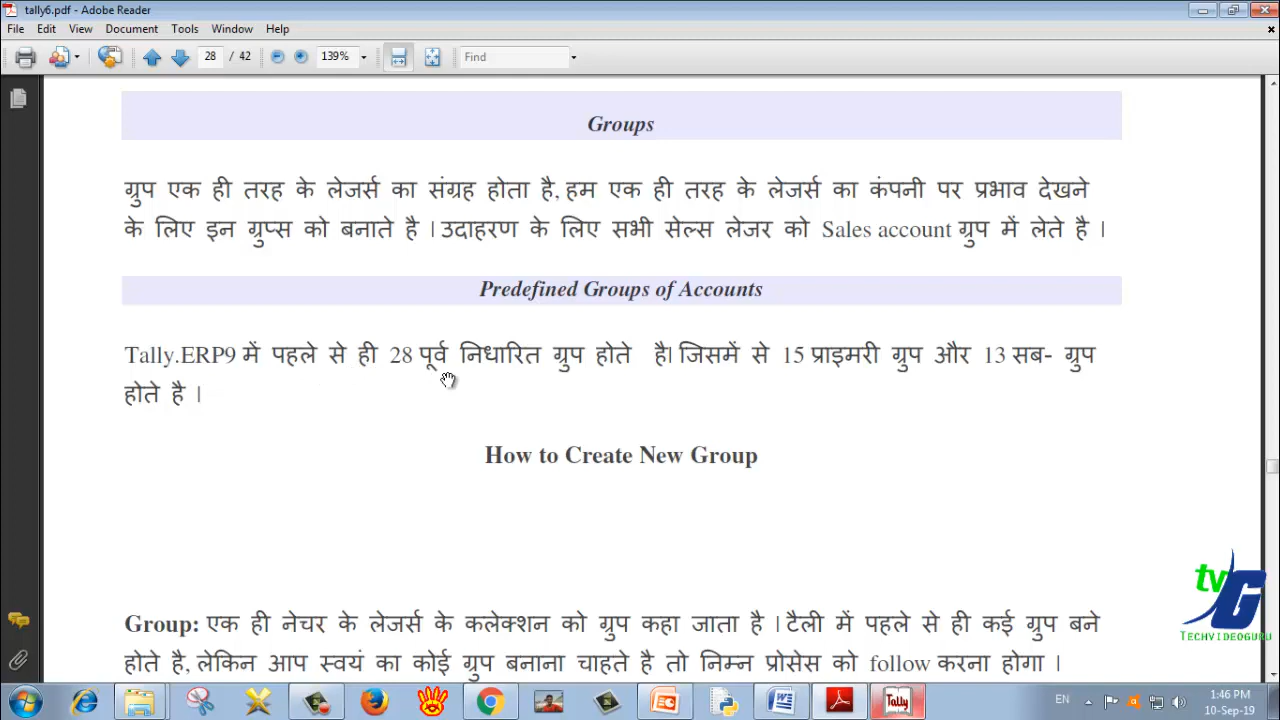 tally6.pdf - Adobe Reader
File Edit View Document Tools Window Help
28 / 42 139% Find
Groups
ग्रुप एक ही तरह के लेजर्स का संग्रह होता है, हम एक ही तरह के लेजर्स का कंपनी पर प्रभाव देखने
के लिए इन ग्रुप्स को बनाते है | उदाहरण के लिए सभी सेल्स लेजर को Sales account ग्रुप में लेते है |
Predefined Groups of Accounts
Tally.ERP9 में पहले से ही 28 पूर्व निधारित ग्रुप होते है| जिसमें से 15 प्राइमरी ग्रुप और 13 सब- ग्रुप
होते है |
How to Create New Group
Group: एक ही नेचर के लेजर्स के कलेक्शन को ग्रुप कहा जाता है | टैली में पहले से ही कई ग्रुप बने
होते है, लेकिन आप स्वयं का कोई ग्रुप बनाना चाहते है तो निम्न प्रोसेस को follow करना होगा |
tvG
TECHVIDEOGURU
Tally
EN
1:46 PM
10-Sep-19